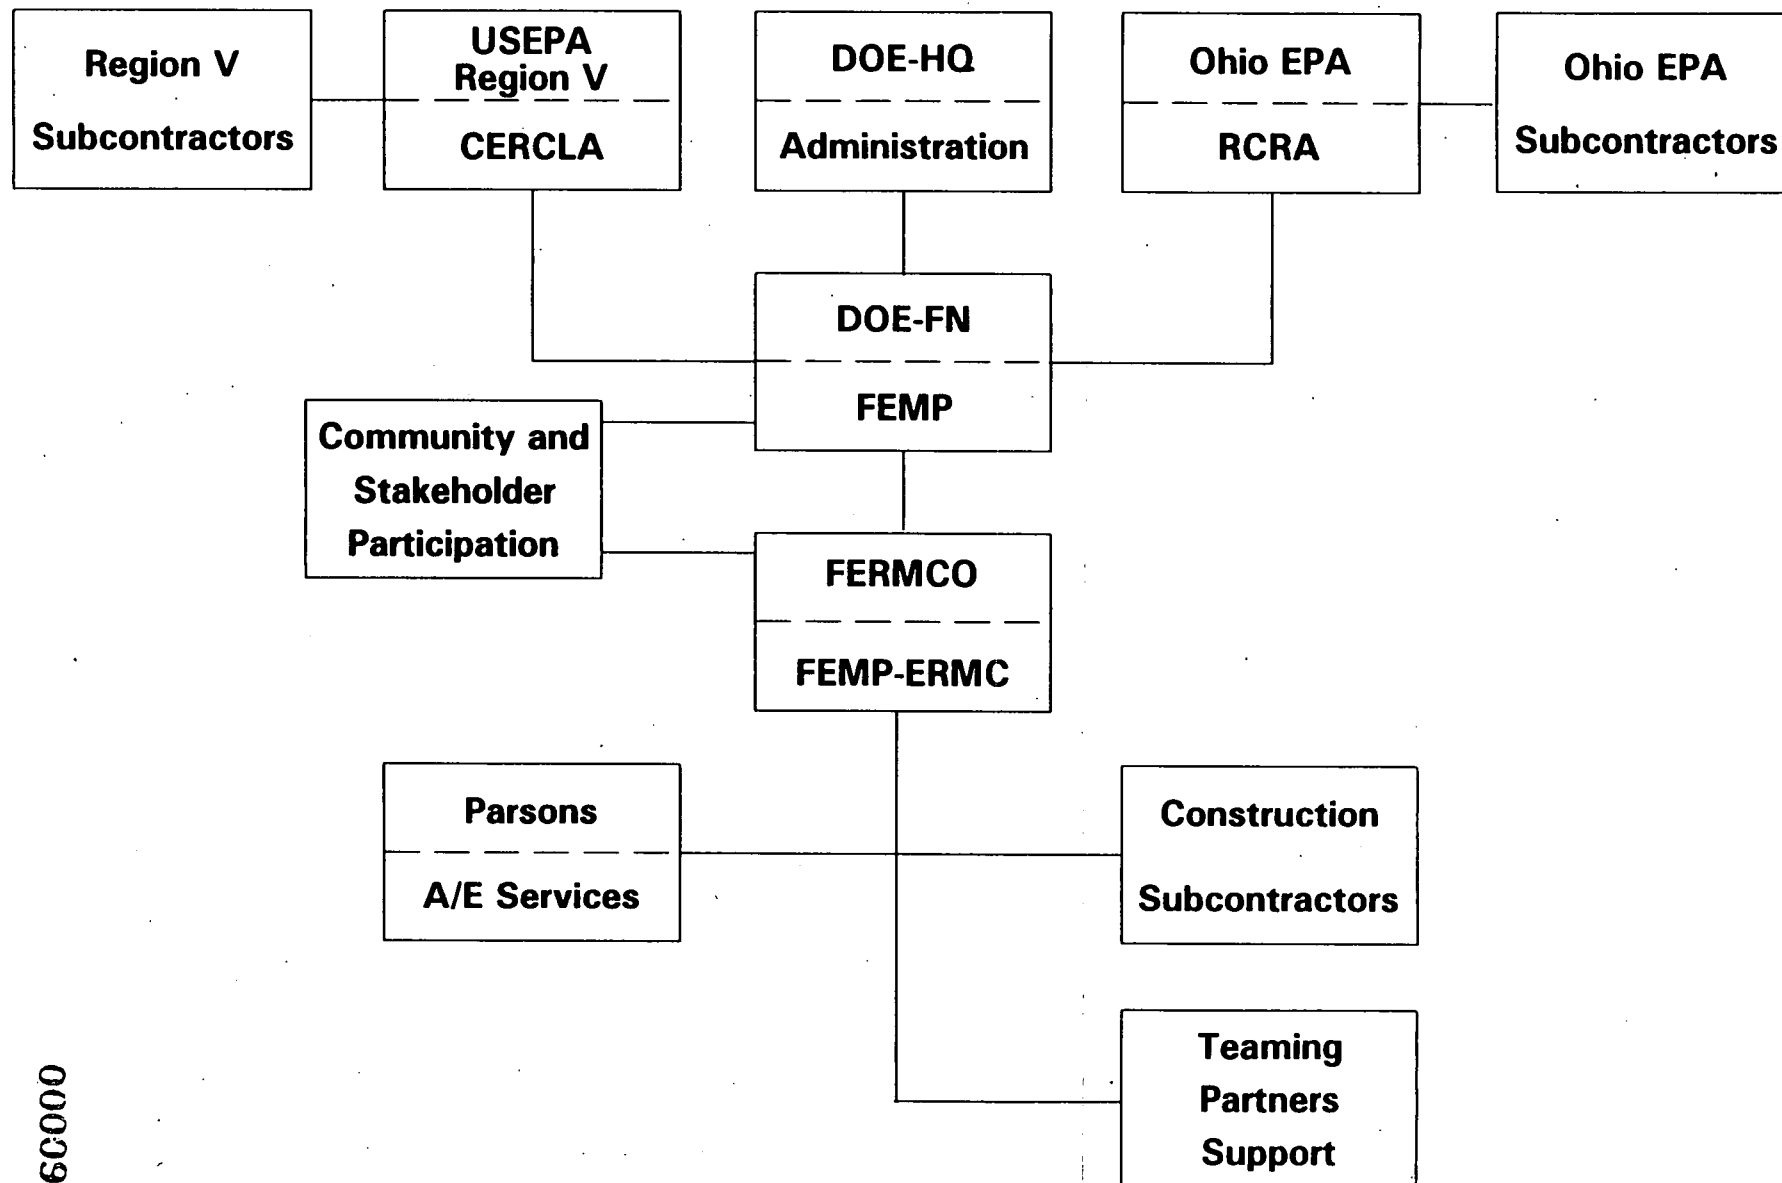 Region V
Subcontractors
USEPA
Region V
CERCLA
DOE-HQ
Administration
Ohio EPA
RCRA
Ohio EPA
Subcontractors
DOE-FN
FEMP
Community and
Stakeholder
Participation
FERMCO
FEMP-ERMC
Parsons
A/E Services
Construction
Subcontractors
Teaming
Partners
Support
000039